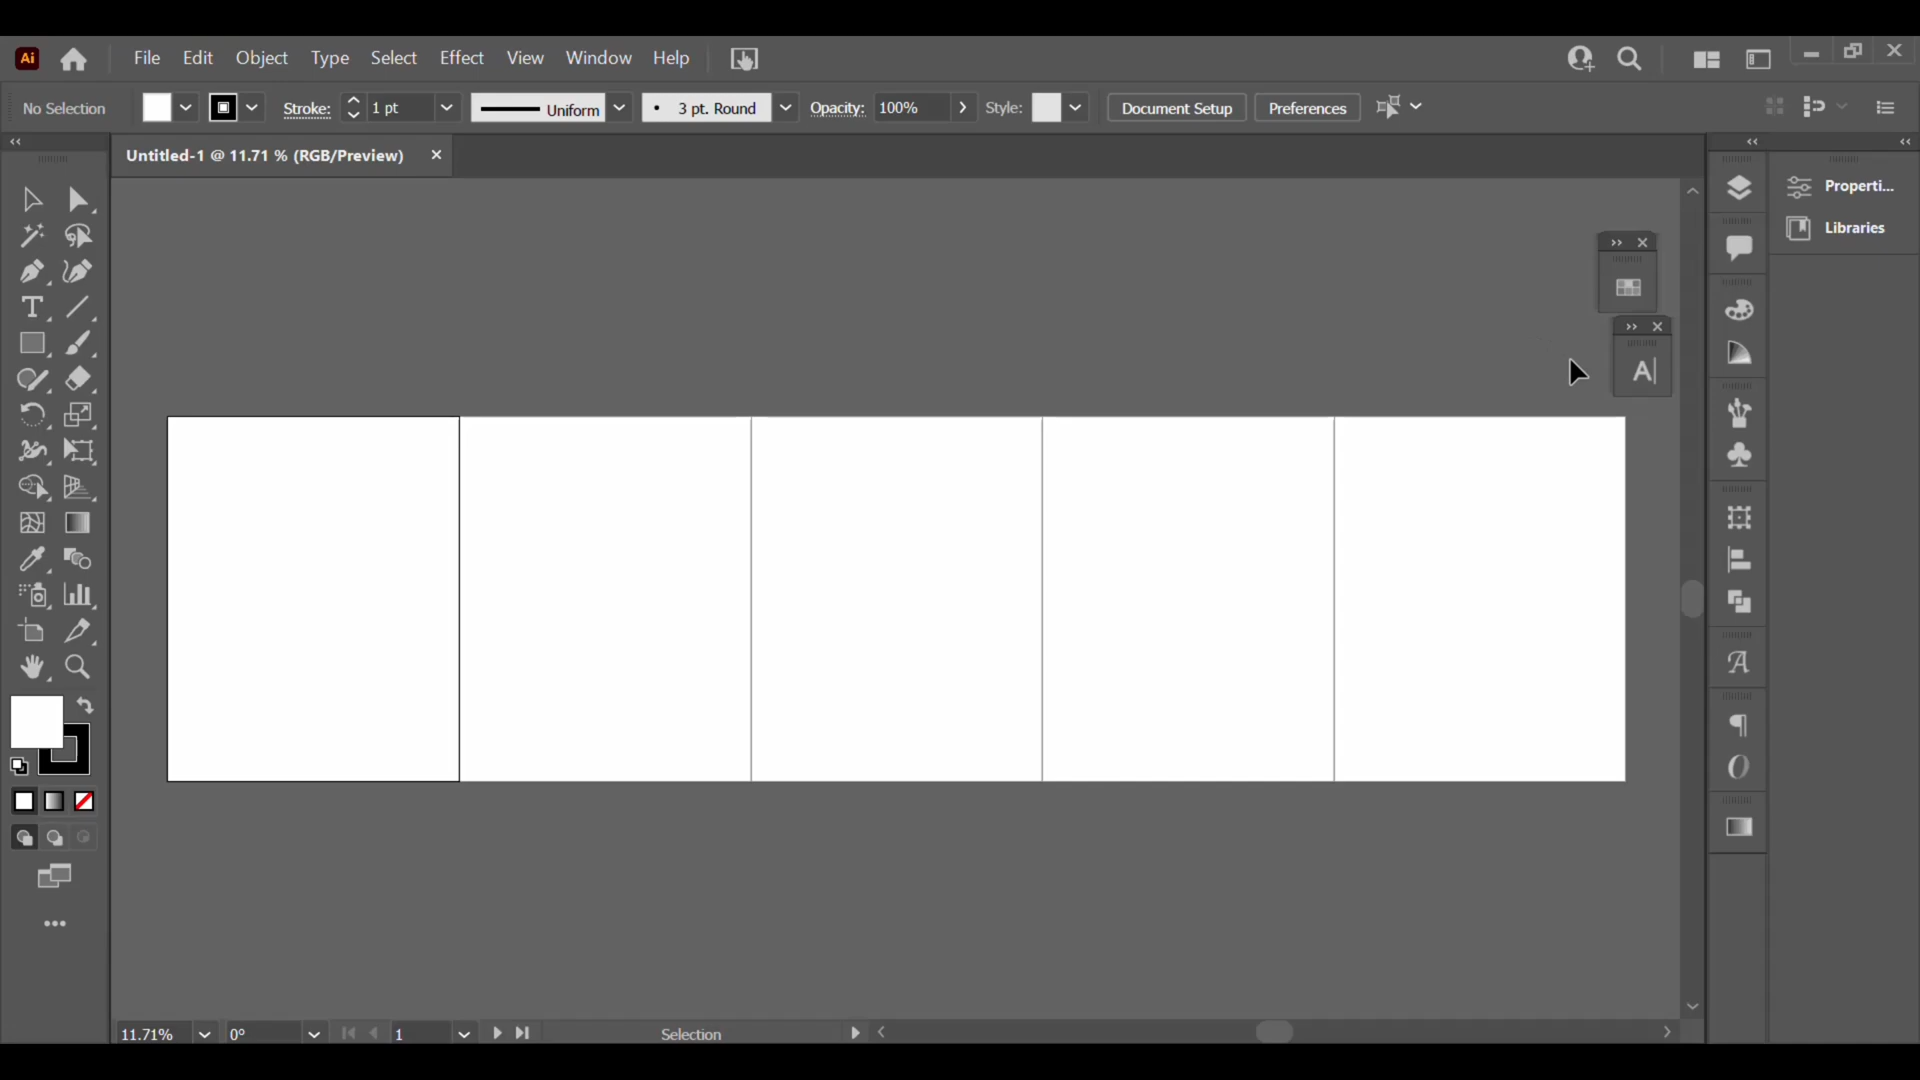 Ai File Edit Object Type Select Effect View Window Help
No Selection Stroke: 1 pt Uniform 3 pt. Round Opacity: 100% Style: Document Setup Preferences
Untitled-1 @ 11.71 % (RGB/Preview)
Properti...
Libraries
11.71% 0° 1 Selection